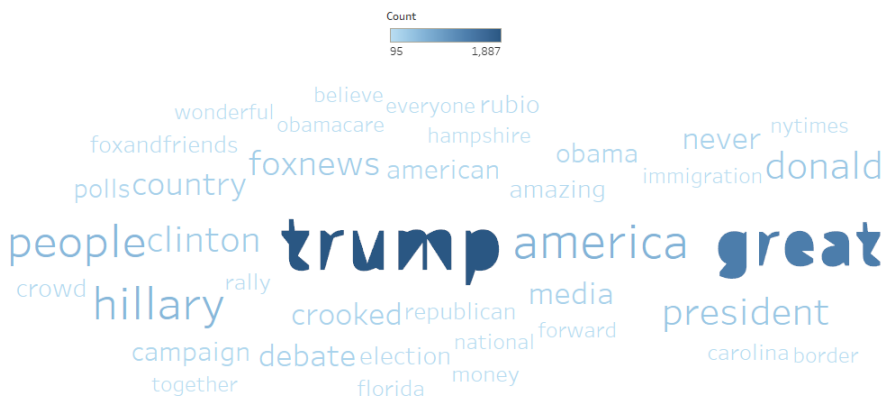 Count
95 1,887
believe
everyone rubio
wonderful
obamacare
hampshire
nytimes
foxandfriends
never
obama
foxnews
american
immigration
donald
polls country
amazing
people clinton
trump
america
great
crowd
rally
hillary
media
crooked republican
president
forward
national
campaign
debate election
carolina border
together
florida
money